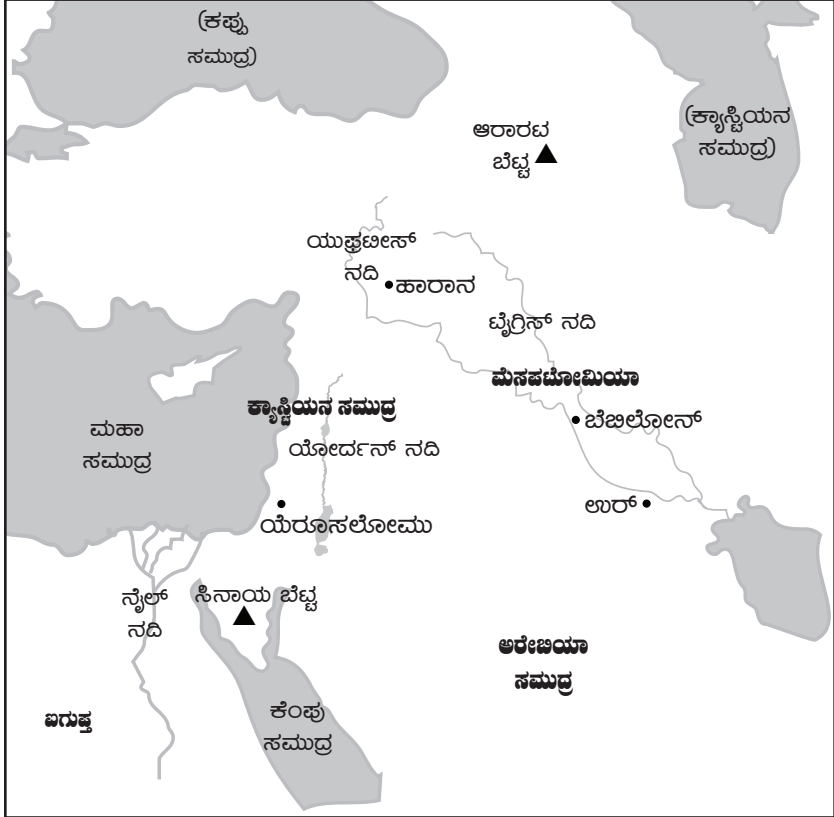 (ಕಪ್ಪು
ಸಮುದ್ರ)
(ಕ್ಯಾಸ್ಟಿಯನ
ಸಮುದ್ರ)
ಆರಾರಟ
ಬೆಟ್ಟ
ಯುಫ್ರಟೀಸ್
ನದಿ
ಹಾರಾನ
ಟೈಗ್ರಿಸ್ ನದಿ
ಮೆಸಪಟೋಮಿಯಾ
ಕ್ಯಾಸ್ಟಿಯನ ಸಮುದ್ರ
ಬೆಬಿಲೋನ್
ಮಹಾ
ಸಮುದ್ರ
ಯೋರ್ದನ್ ನದಿ
ಉರ್
ಯೆರೂಸಲೋಮು
ನೈಲ್
ನದಿ
ಸಿನಾಯ ಬೆಟ್ಟ
ಅರೇಬಿಯಾ
ಸಮುದ್ರ
ಐಗುಪ್ತ
ಕೆಂಪು
ಸಮುದ್ರ